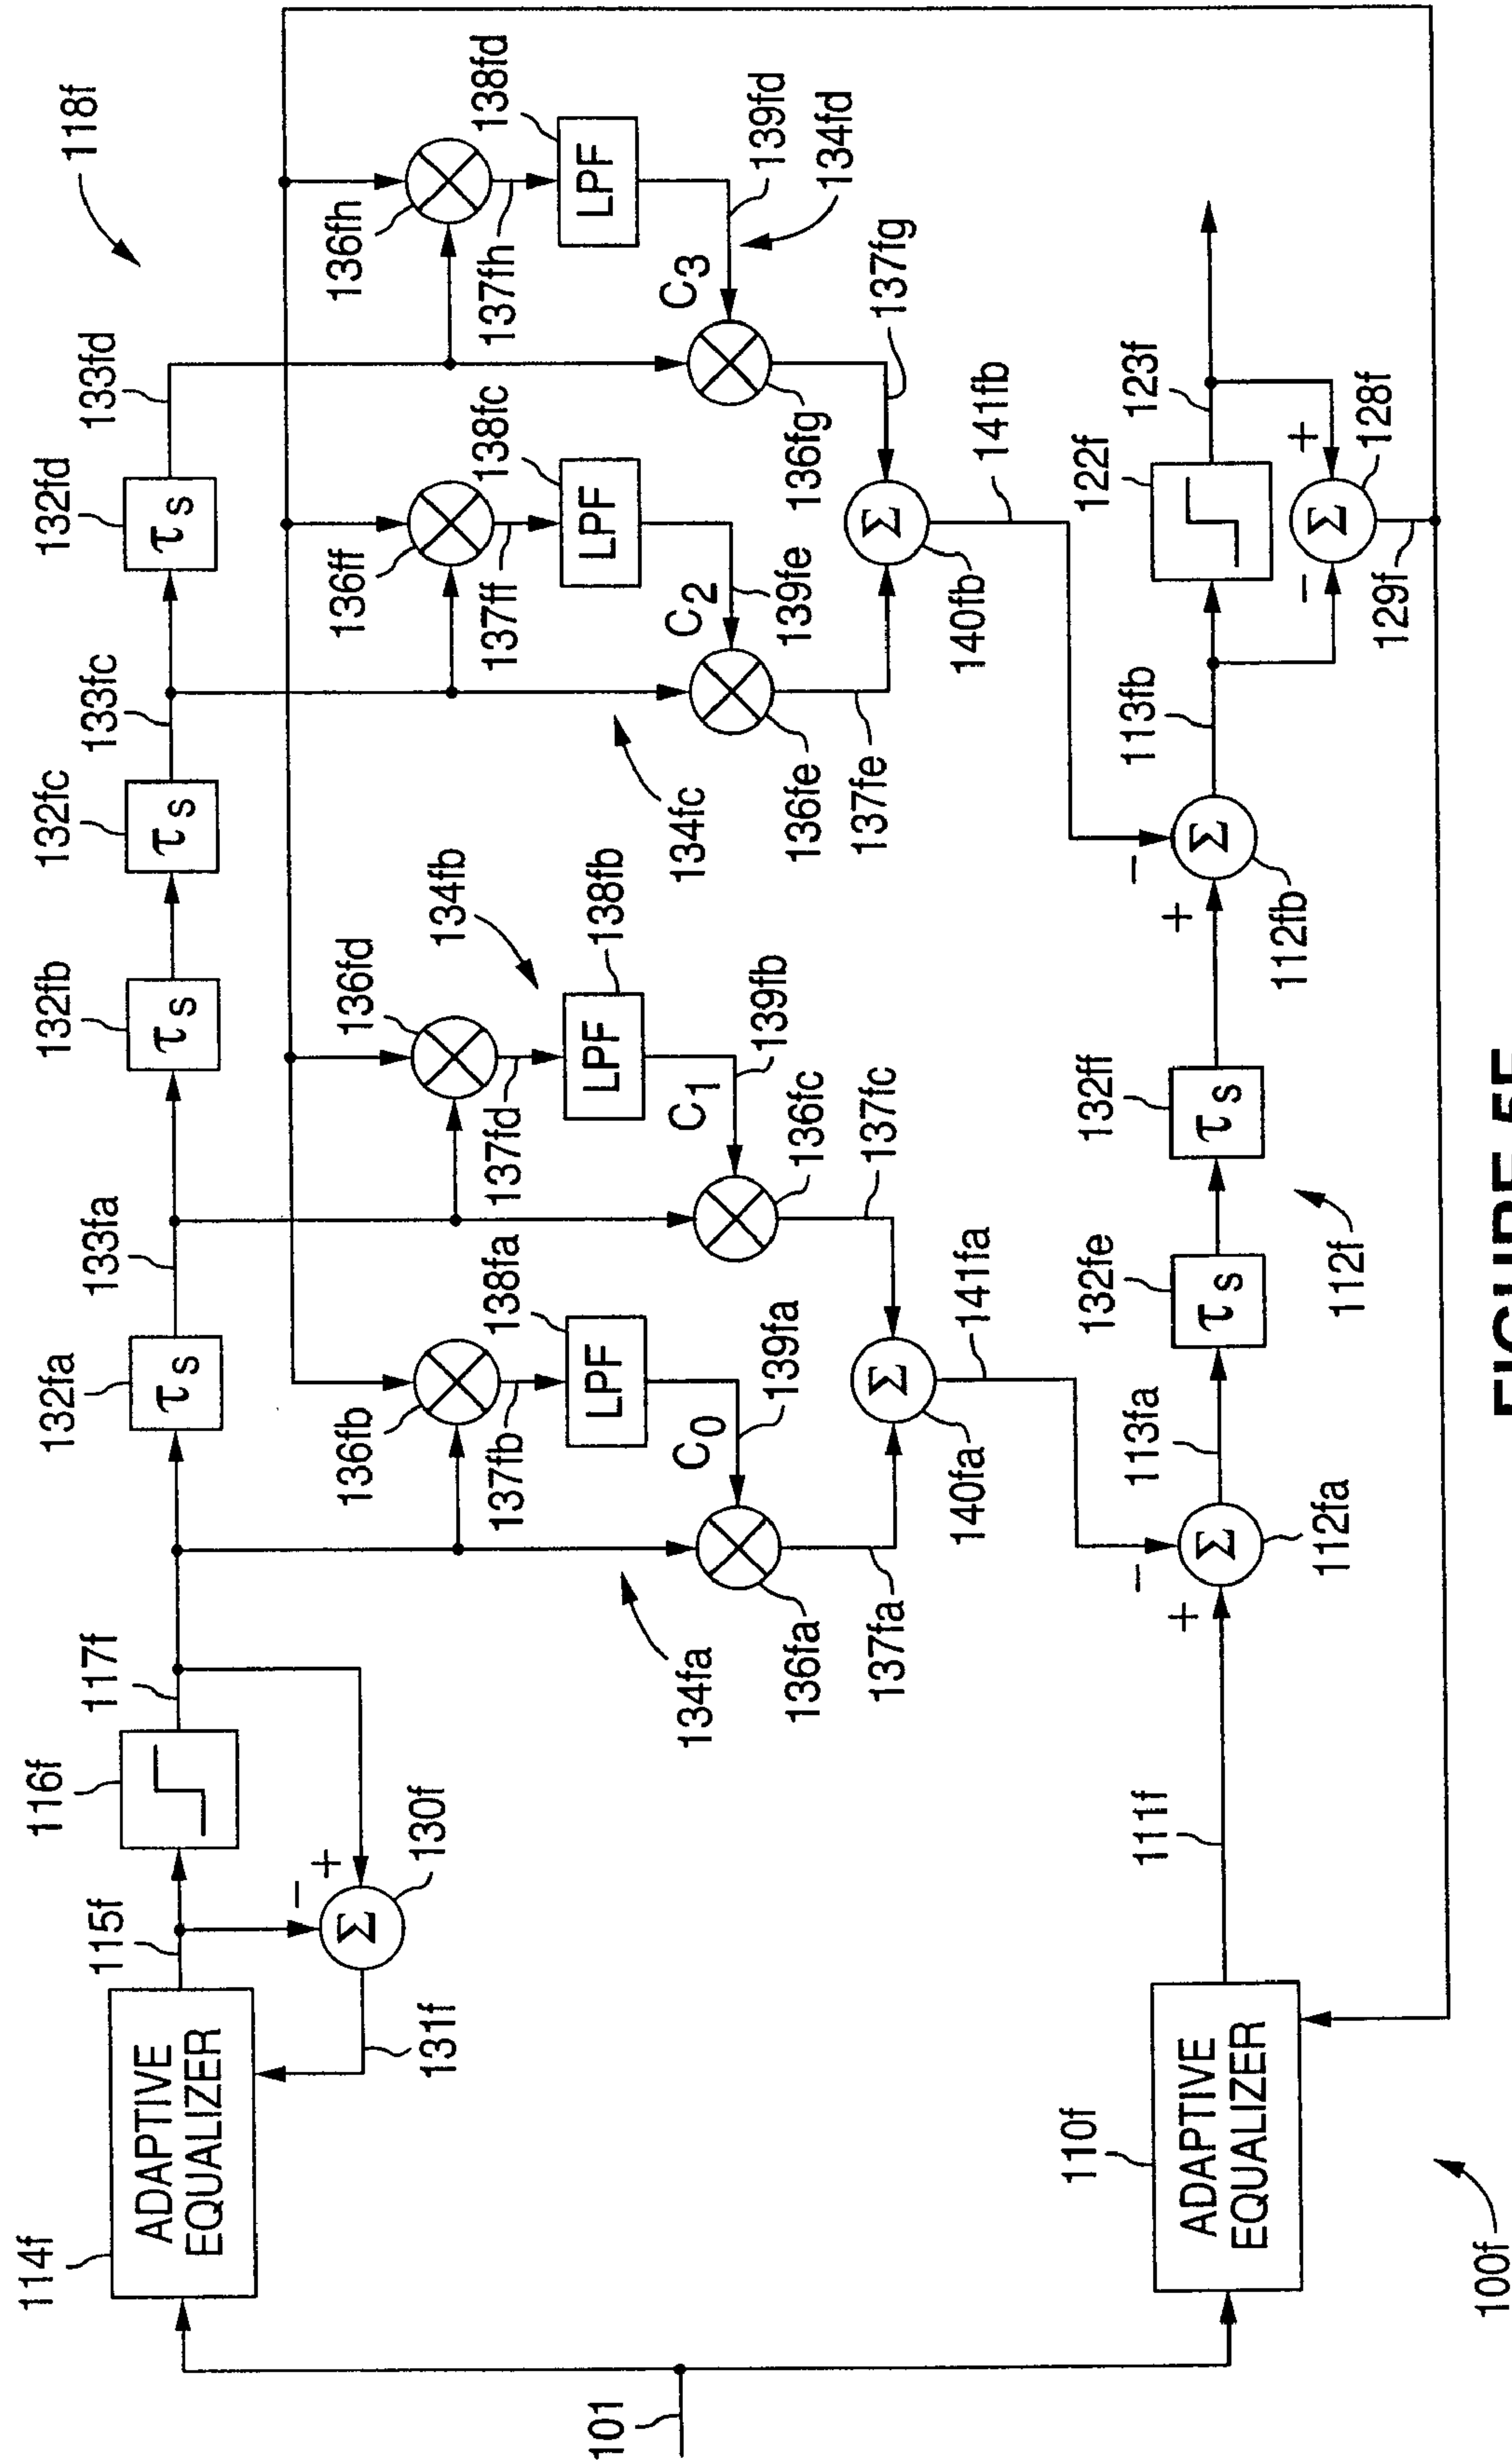 118f
132fa
133fa
132fb
132fc
133fc
132fd
133fd
τs
τs
τs
τs
114f
ADAPTIVE
EQUALIZER
115f
116f
117f
Σ
−
+
130f
131f
136fb
137fb
138fa
LPF
C0
139fa
134fa
136fa
137fa
136fd
137fd
134fb
138fb
LPF
C1
139fb
136fc
137fc
136ff
137ff
138fc
LPF
C2
139fe
134fc
136fe
137fe
136fh
137fh
138fd
LPF
C3
139fd
134fd
136fg
137fg
Σ
140fa
141fa
Σ
140fb
141fb
101
110f
ADAPTIVE
EQUALIZER
111f
−
+
Σ
112fa
113fa
132fe
τs
132ff
τs
112f
−
+
Σ
112fb
113fb
122f
123f
−
+
Σ
128f
129f
100f